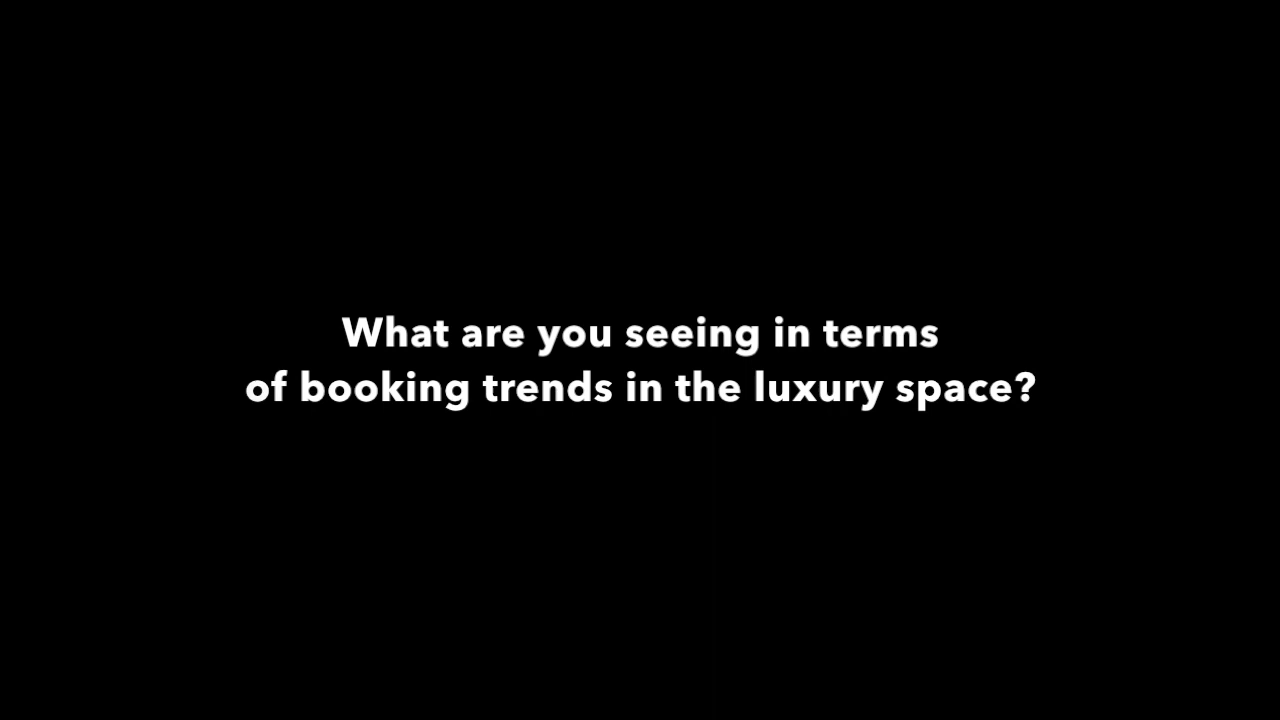 What are you seeing in terms
of booking trends in the luxury space?